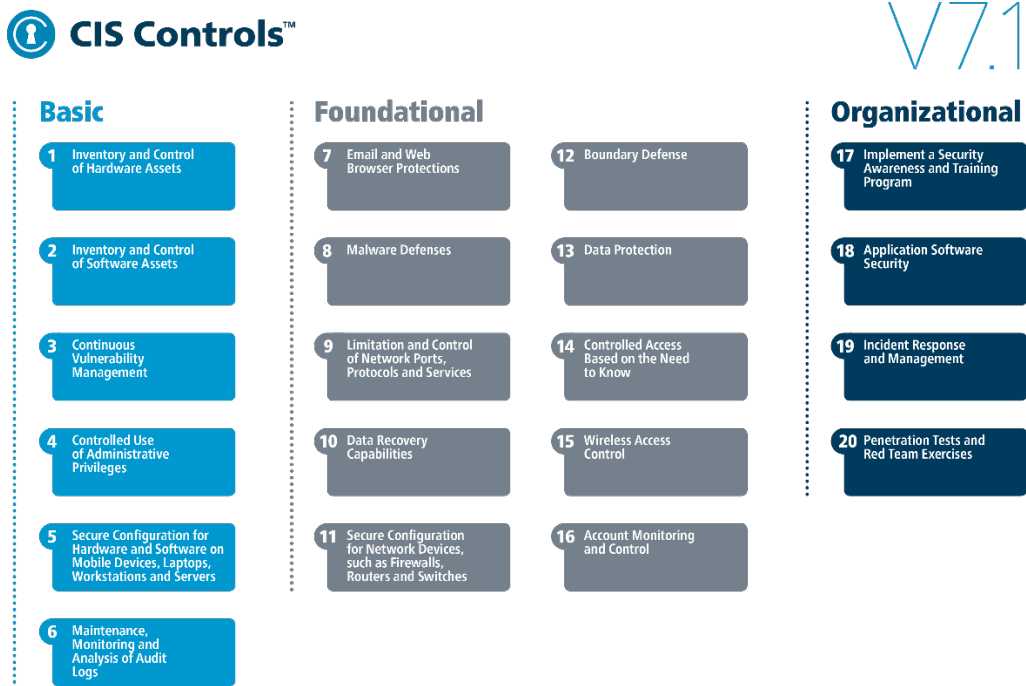 CIS Controls™
V7.1
Basic
1 Inventory and Control
of Hardware Assets
2 Inventory and Control
of Software Assets
3 Continuous
Vulnerability
Management
4 Controlled Use
of Administrative
Privileges
5 Secure Configuration for
Hardware and Software on
Mobile Devices, Laptops,
Workstations and Servers
6 Maintenance,
Monitoring and
Analysis of Audit
Logs
Foundational
7 Email and Web
Browser Protections
8 Malware Defenses
9 Limitation and Control
of Network Ports,
Protocols and Services
10 Data Recovery
Capabilities
11 Secure Configuration
for Network Devices,
such as Firewalls,
Routers and Switches
12 Boundary Defense
13 Data Protection
14 Controlled Access
Based on the Need
to Know
15 Wireless Access
Control
16 Account Monitoring
and Control
Organizational
17 Implement a Security
Awareness and Training
Program
18 Application Software
Security
19 Incident Response
and Management
20 Penetration Tests and
Red Team Exercises